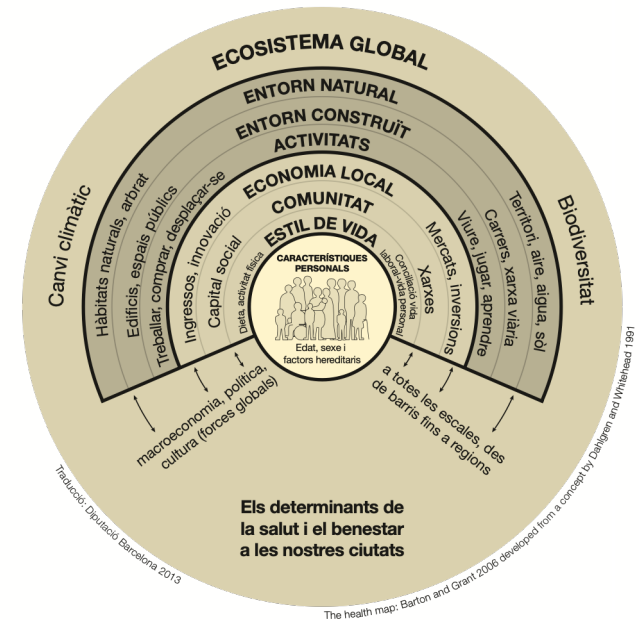 ECOSISTEMA GLOBAL
ENTORN NATURAL
ENTORN CONSTRUÏT
ACTIVITATS
ECONOMIA LOCAL
COMUNITAT
ESTIL DE VIDA
CARACTERÍSTIQUES
PERSONALS
Edat, sexe i
factors hereditaris
Canvi climàtic
Hàbitats naturals, arbrat
Edificis, espais públics
Treballar, comprar, desplaçar-se
Ingressos, innovació
Capital social
Dieta, activitat física
Conciliació vida
laboral-vida personal
Xarxes
Mercats, inversions
Viure, jugar, aprendre
Carrers, xarxa viària
Territori, aire, aigua, sòl
Biodiversitat
macroeconomia, política,
cultura (forces globals)
a totes les escales, des
de barris fins a regions
Els determinants de
la salut i el benestar
a les nostres ciutats
Traducció: Diputació Barcelona 2013
The health map: Barton and Grant 2006 developed from a concept by Dahlgren and Whitehead 1991